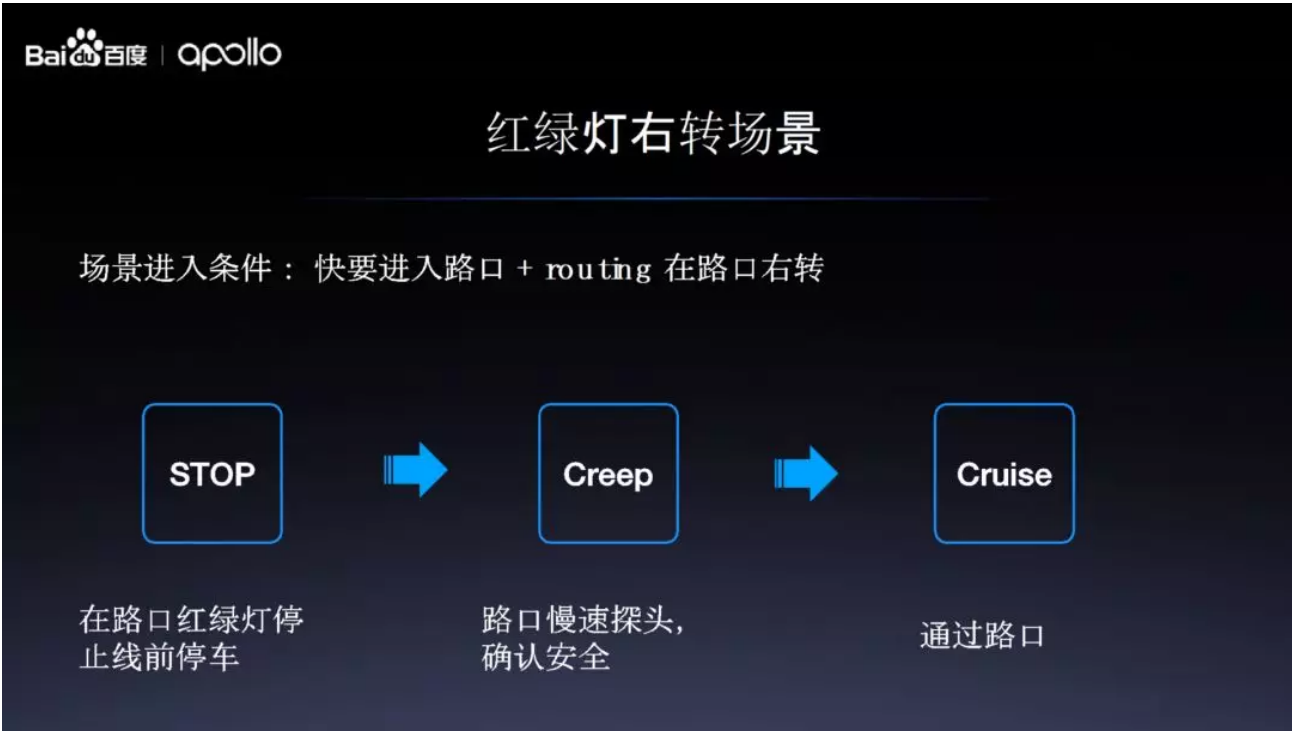 Bai du 百度 | apollo
红绿灯右转场景
场景进入条件： 快要进入路口 + routing 在路口右转
STOP
Creep
Cruise
在路口红绿灯停
止线前停车
路口慢速探头,
确认安全
通过路口